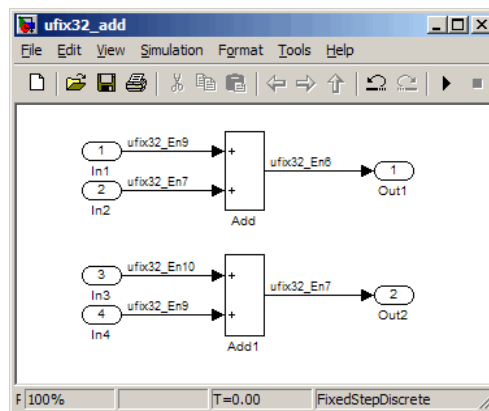 ufix32_add
File Edit View Simulation Format Tools Help
1 ufix32_En9 + ufix32_En6 1
In1 Out1
2 ufix32_En7 +
In2 Add
3 ufix32_En10 + ufix32_En7 2
In3 Out2
4 ufix32_En9 +
In4 Add1
F 100% T=0.00 FixedStepDiscrete